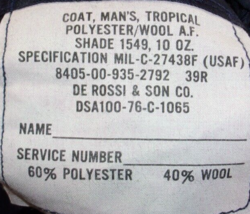 COAT, MAN'S, TROPICAL
POLYESTER/WOOL A.F.
SHADE 1549, 10 OZ.
SPECIFICATION MIL-C-27438F (USAF)
8405-00-935-2792 39R
DE ROSSI & SON CO.
DSA100-76-C-1065
NAME
SERVICE NUMBER
60% POLYESTER 40% WOOL